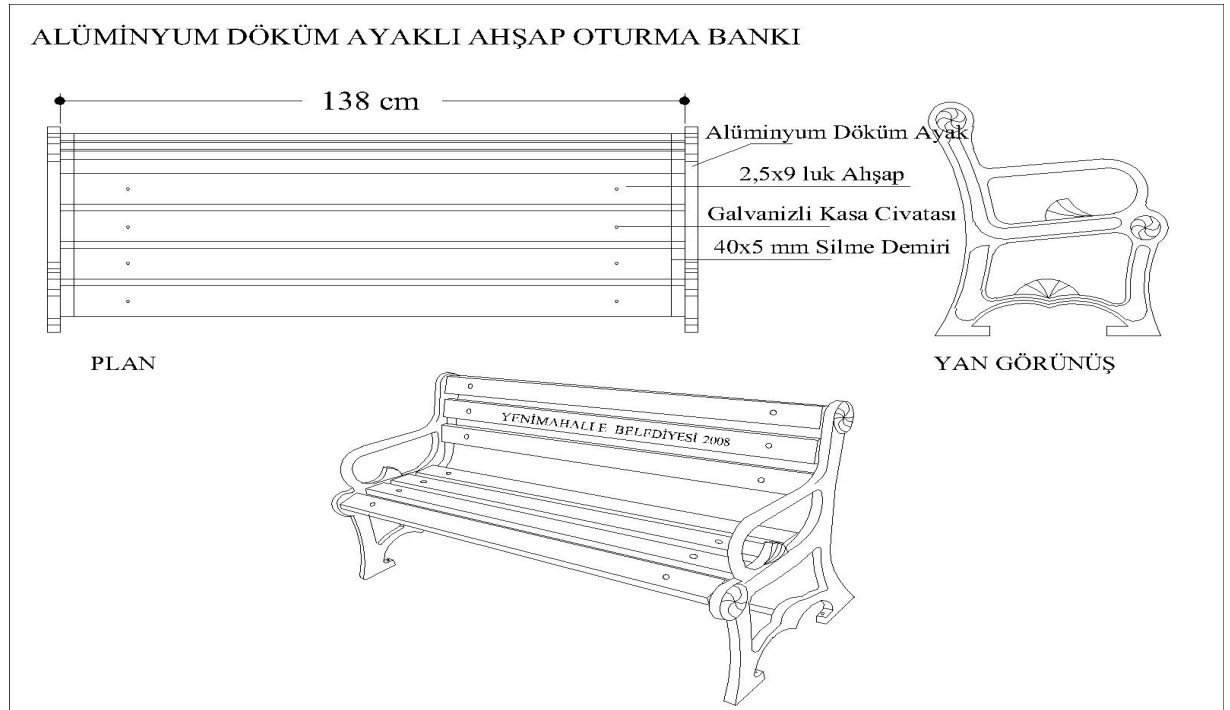 ALÜMİNYUM DÖKÜM AYAKLI AHŞAP OTURMA BANKI
138 cm
Alüminyum Döküm Ayak
2,5x9 luk Ahşap
Galvanizli Kasa Civatası
40x5 mm Silme Demiri
PLAN
YAN GÖRÜNÜŞ
YENİMAHALLE BELEDİYESİ 2008